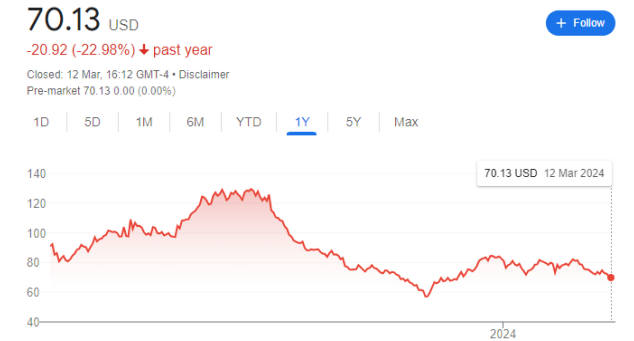 70.13 USD
+ Follow
-20.92 (-22.98%) ↓ past year
Closed: 12 Mar, 16:12 GMT-4 • Disclaimer
Pre-market 70.13 0.00 (0.00%)
1D 5D 1M 6M YTD 1Y 5Y Max
70.13 USD 12 Mar 2024
140
120
100
80
60
40
2024